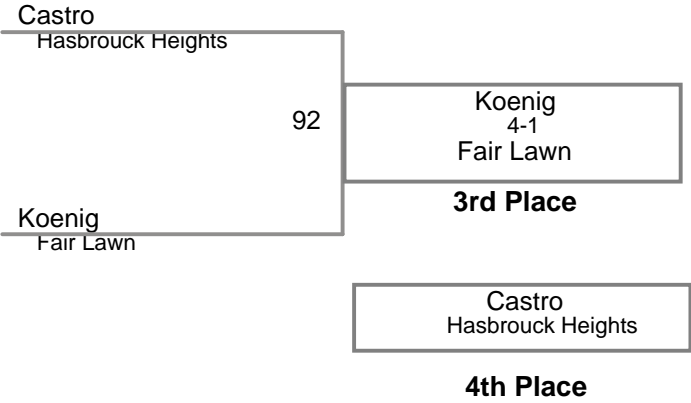 Castro
Hasbrouck Heights
92
Koenig
4-1
Fair Lawn
3rd Place
Koenig
Fair Lawn
Castro
Hasbrouck Heights
4th Place